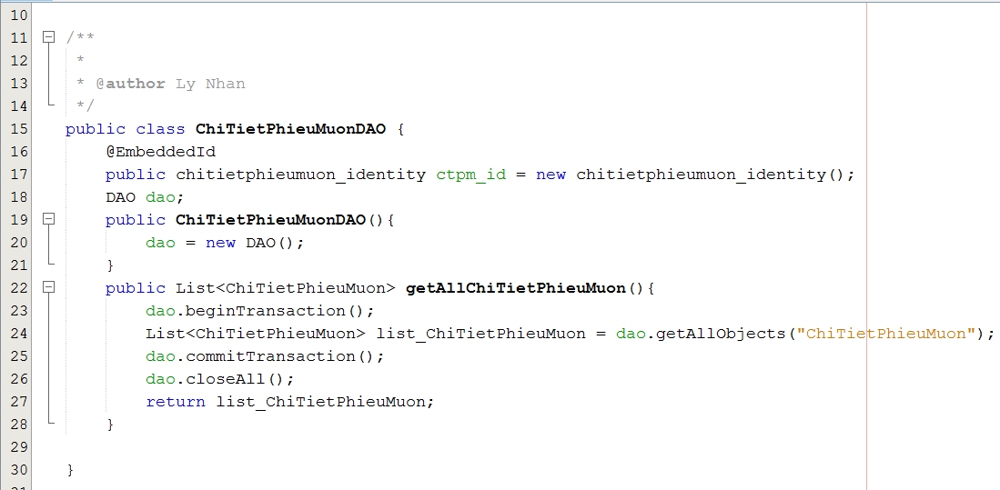 10
11 /**
12 *
13 * @author Ly Nhan
14 */
15 public class ChiTietPhieuMuonDAO {
16 @EmbeddedId
17 public chitietphieumuon_identity ctpm_id = new chitietphieumuon_identity();
18 DAO dao;
19 public ChiTietPhieuMuonDAO(){
20 dao = new DAO();
21 }
22 public List<ChiTietPhieuMuon> getAllChiTietPhieuMuon(){
23 dao.beginTransaction();
24 List<ChiTietPhieuMuon> list_ChiTietPhieuMuon = dao.getAllObjects("ChiTietPhieuMuon");
25 dao.commitTransaction();
26 dao.closeAll();
27 return list_ChiTietPhieuMuon;
28 }
29
30 }